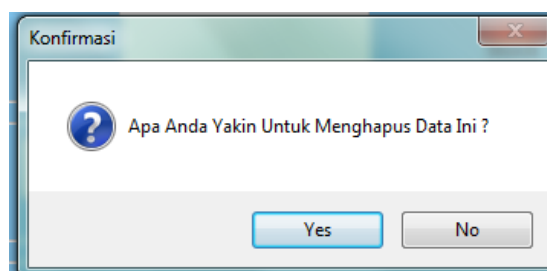 Konfirmasi
Apa Anda Yakin Untuk Menghapus Data Ini ?
Yes
No